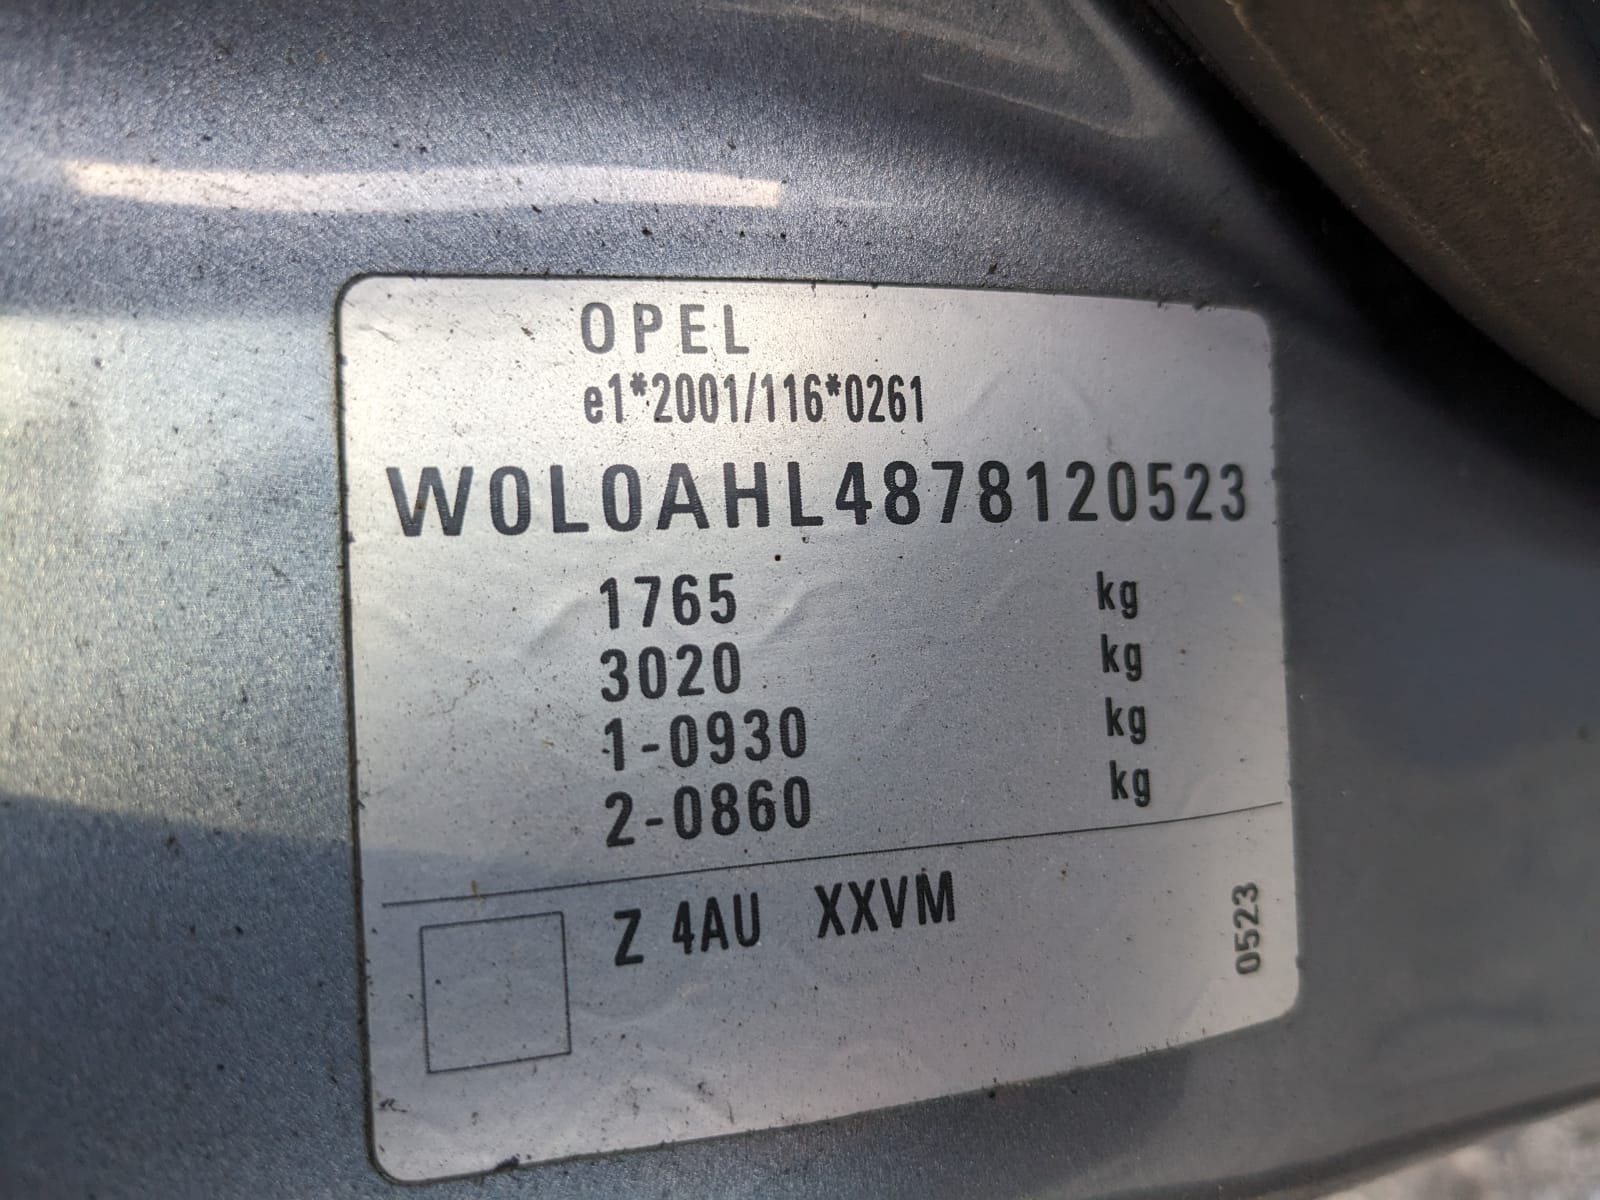 OPEL
e1*2001/116*0261
W0L0AHL4878120523
1765 kg
3020 kg
1-0930 kg
2-0860 kg
Z 4AU XXVM
0523